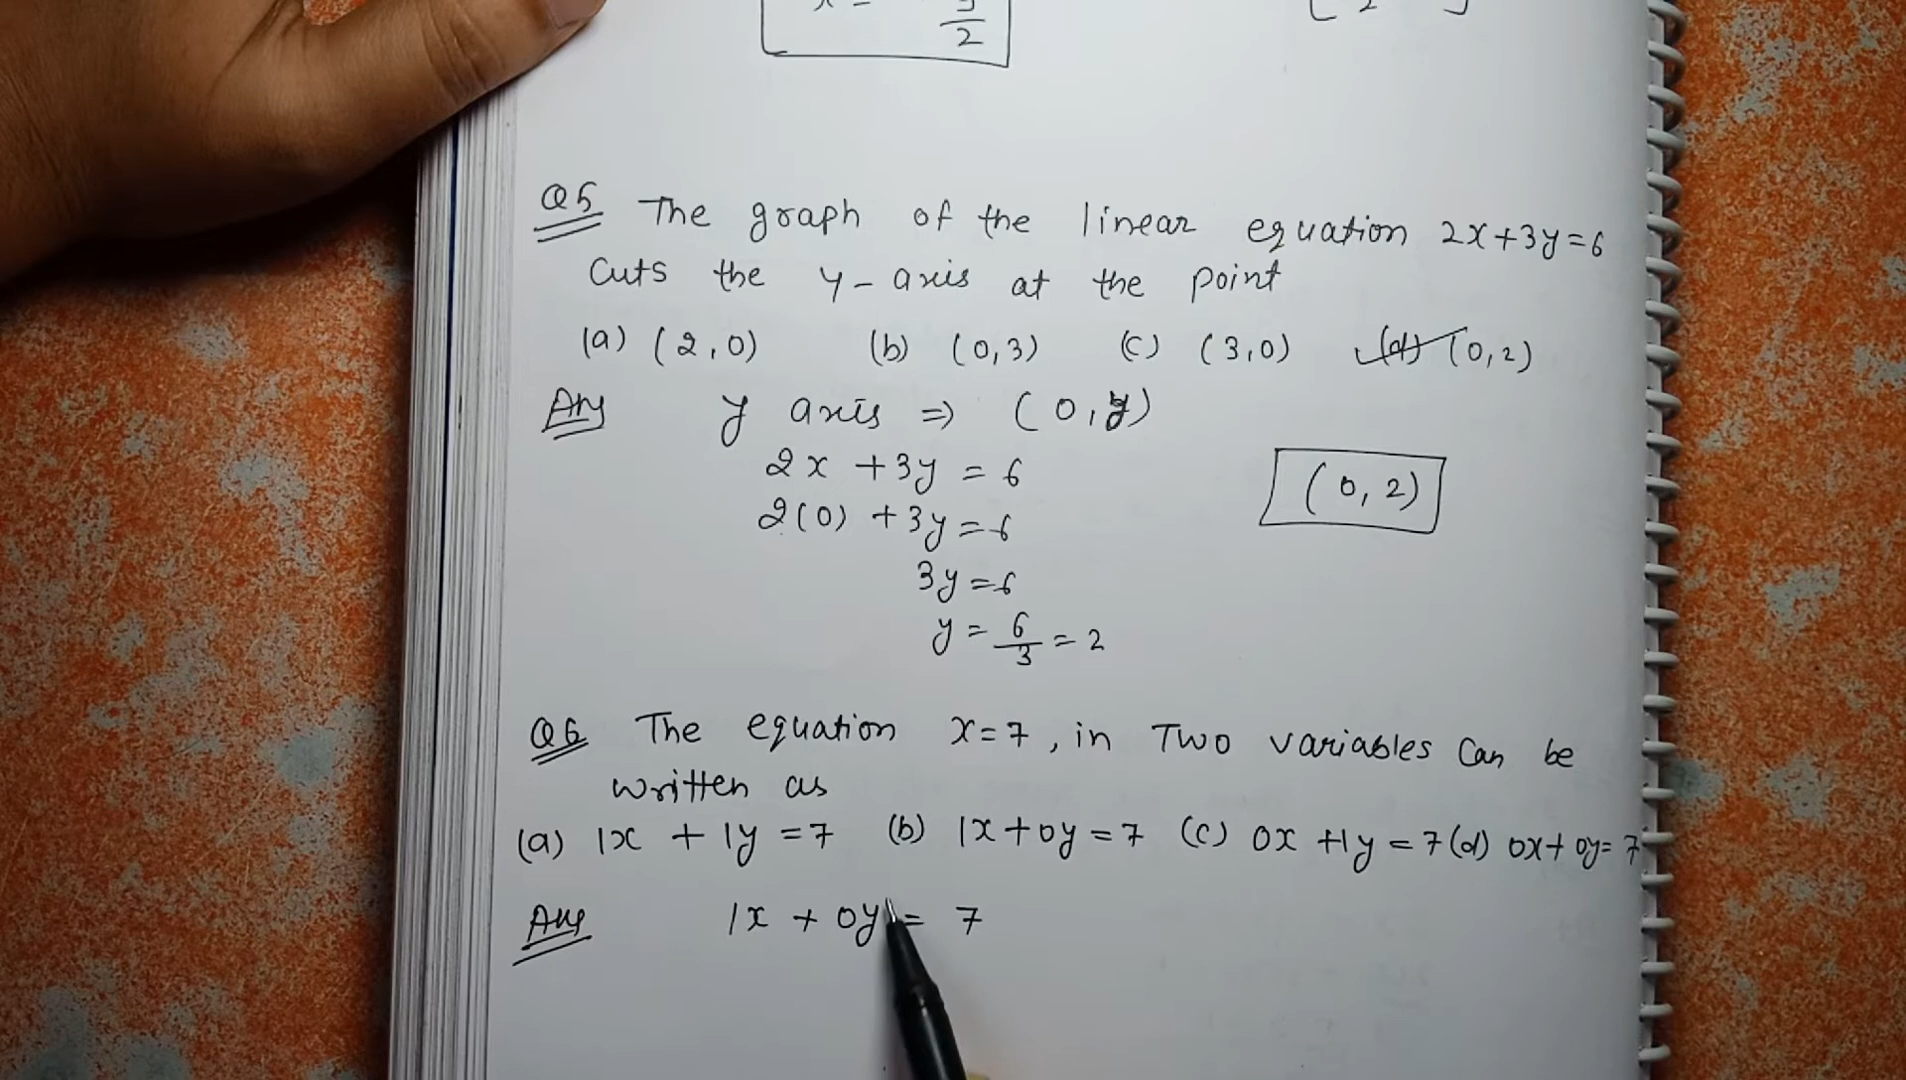 2
2
Q5 The graph of the linear equation 2x+3y=6
Cuts the y-axis at the point
(a) (2,0) (b) (0,3) (c) (3,0) (d) (0,2)
Ans y axis ⇒ (0,y)
2x + 3y = 6
2(0) + 3y = 6
(0, 2)
3y = 6
y = 6/3 = 2
Q6 The equation x=7, in Two variables can be
written as
(a) 1x + 1y = 7 (b) 1x+0y = 7 (c) 0x +1y = 7 (d) 0x+0y=7
Ans 1x + 0y = 7